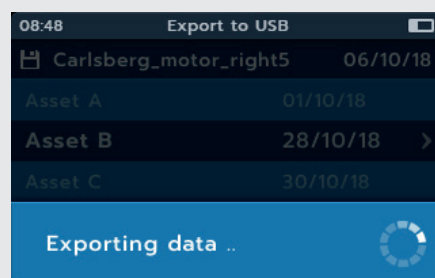 08:48 Export to USB
Carlsberg_motor_right5 06/10/18
Asset A 01/10/18
Asset B 28/10/18 >
Asset C 30/10/18
Exporting data ..